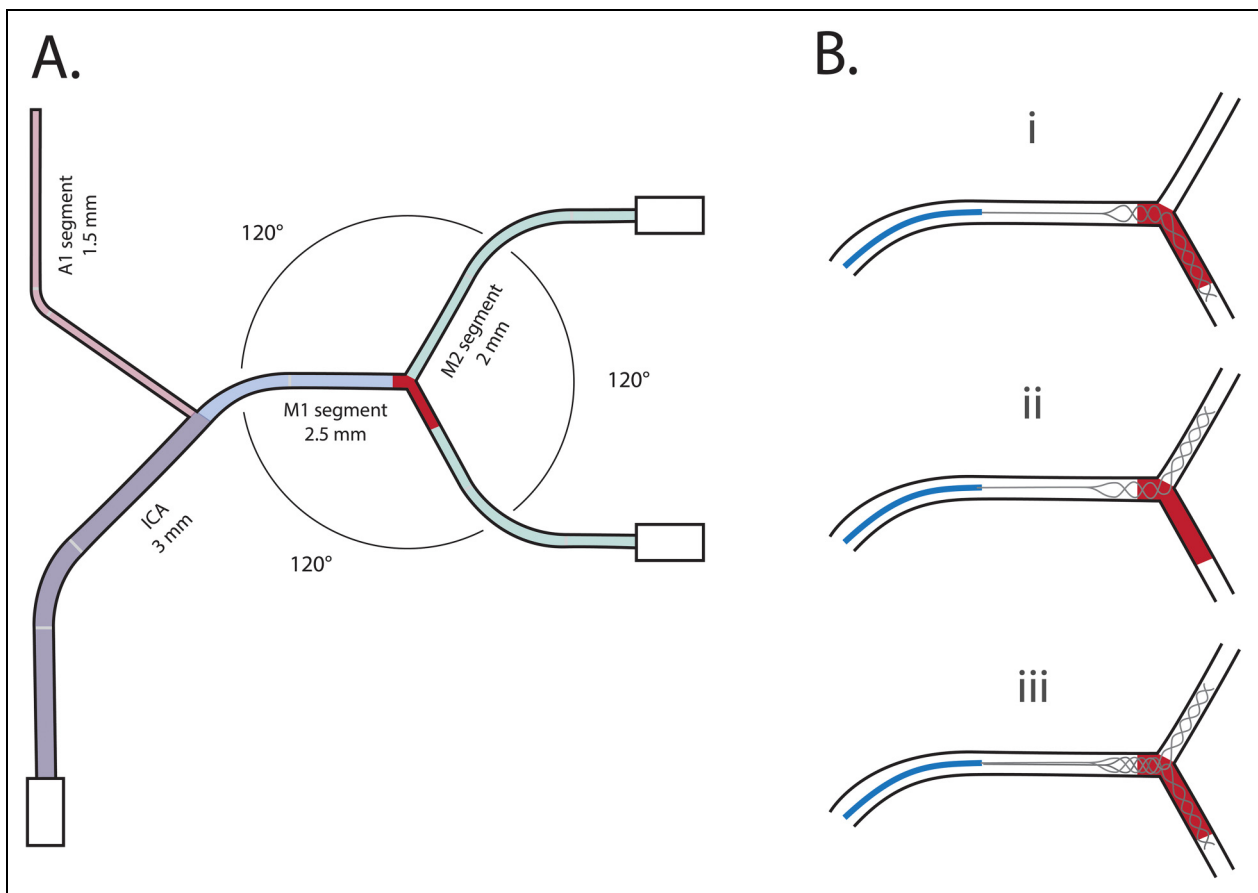 A.
A1 segment
1.5 mm
120°
M2 segment
2 mm
120°
M1 segment
2.5 mm
ICA
3 mm
120°
B.
i
ii
iii